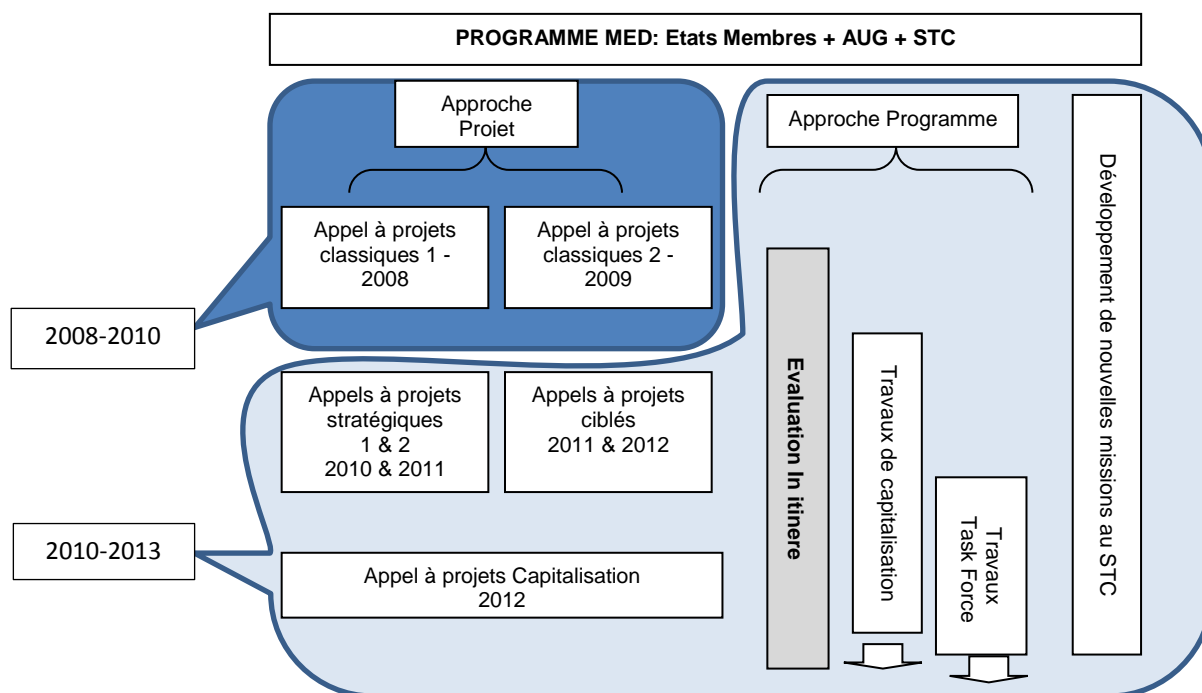 PROGRAMME MED: Etats Membres + AUG + STC
Approche
Projet
Approche Programme
Appel à projets
classiques 1 -
2008
Appel à projets
classiques 2 -
2009
2008-2010
Appels à projets
stratégiques
1 & 2
2010 & 2011
Appels à projets
ciblés
2011 & 2012
2010-2013
Appel à projets Capitalisation
2012
Evaluation In itinere
Travaux de capitalisation
Travaux
Task Force
Développement de nouvelles missions au STC